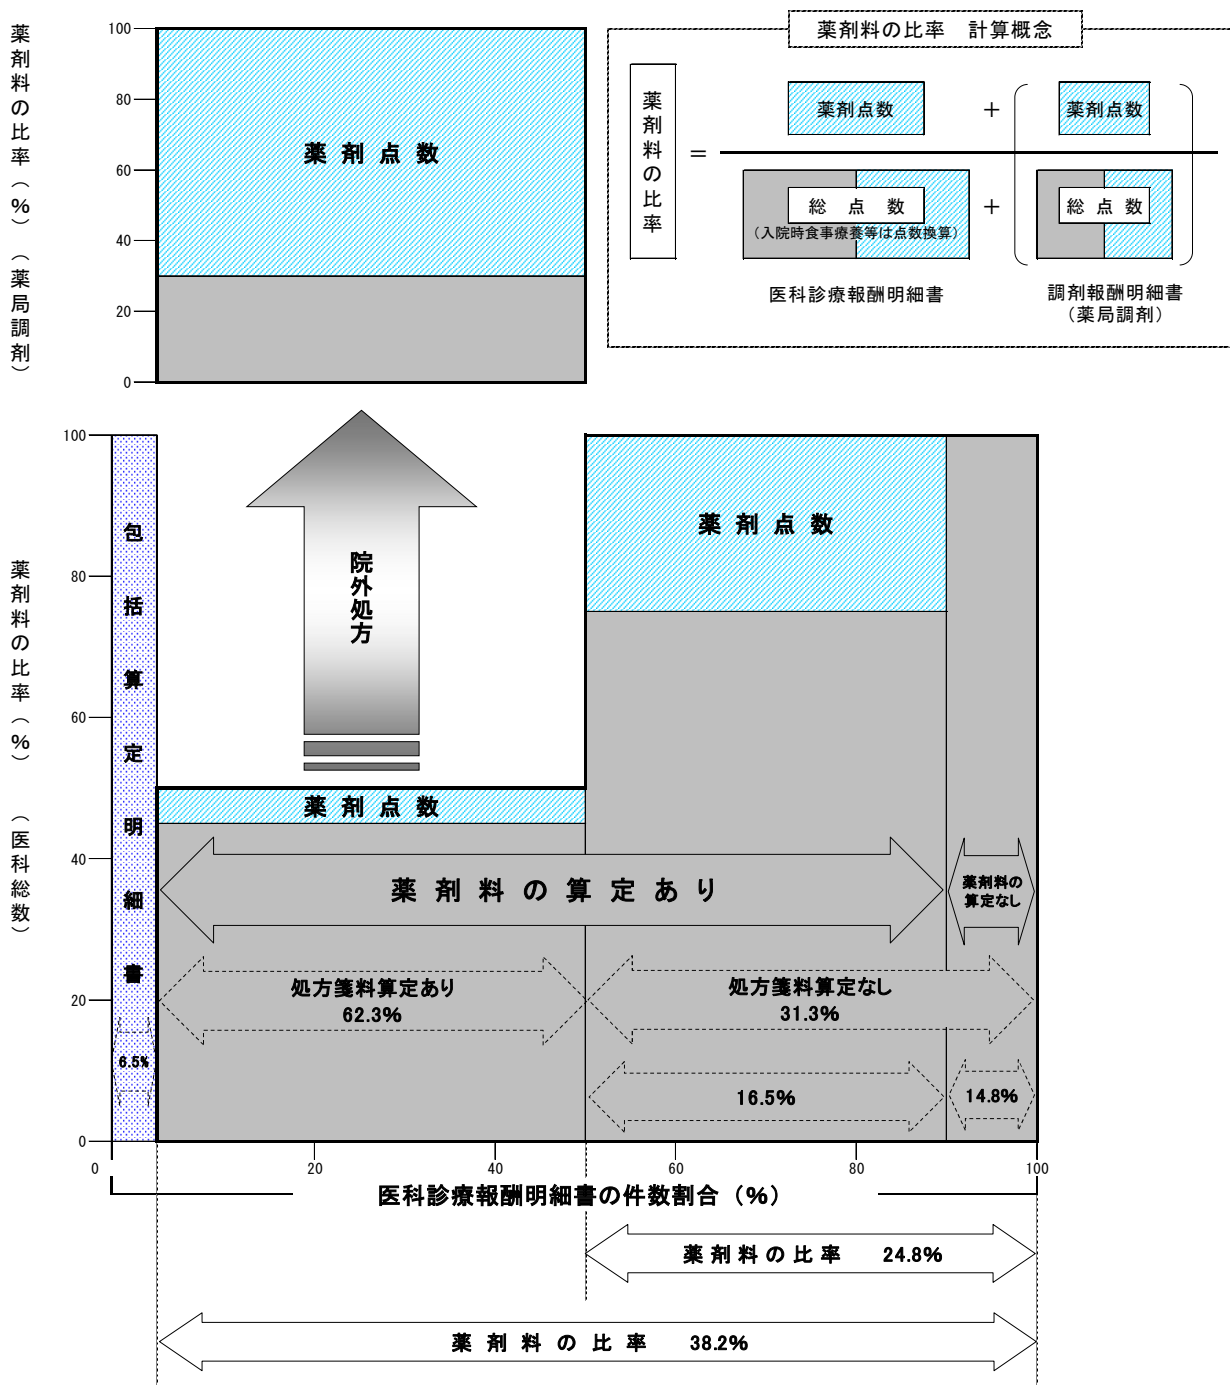 薬剤料の比率(%)(薬局調剤)
100
80
60
40
20
0
薬剤点数
薬剤料の比率 計算概念
薬剤料の比率
=
薬剤点数
+
薬剤点数
総点数
(入院時食事療養等は点数換算)
+
総点数
医科診療報酬明細書
調剤報酬明細書
(薬局調剤)
薬剤料の比率(%) (医科総数)
100
80
60
40
20
0
包括算定明細書
6.5%
院外処方
薬剤点数
薬剤点数
薬剤料の算定あり
薬剤料の
算定なし
処方箋料算定あり
62.3%
処方箋料算定なし
31.3%
16.5%
14.8%
0
20
40
60
80
100
医科診療報酬明細書の件数割合(%)
薬剤料の比率 24.8%
薬剤料の比率 38.2%